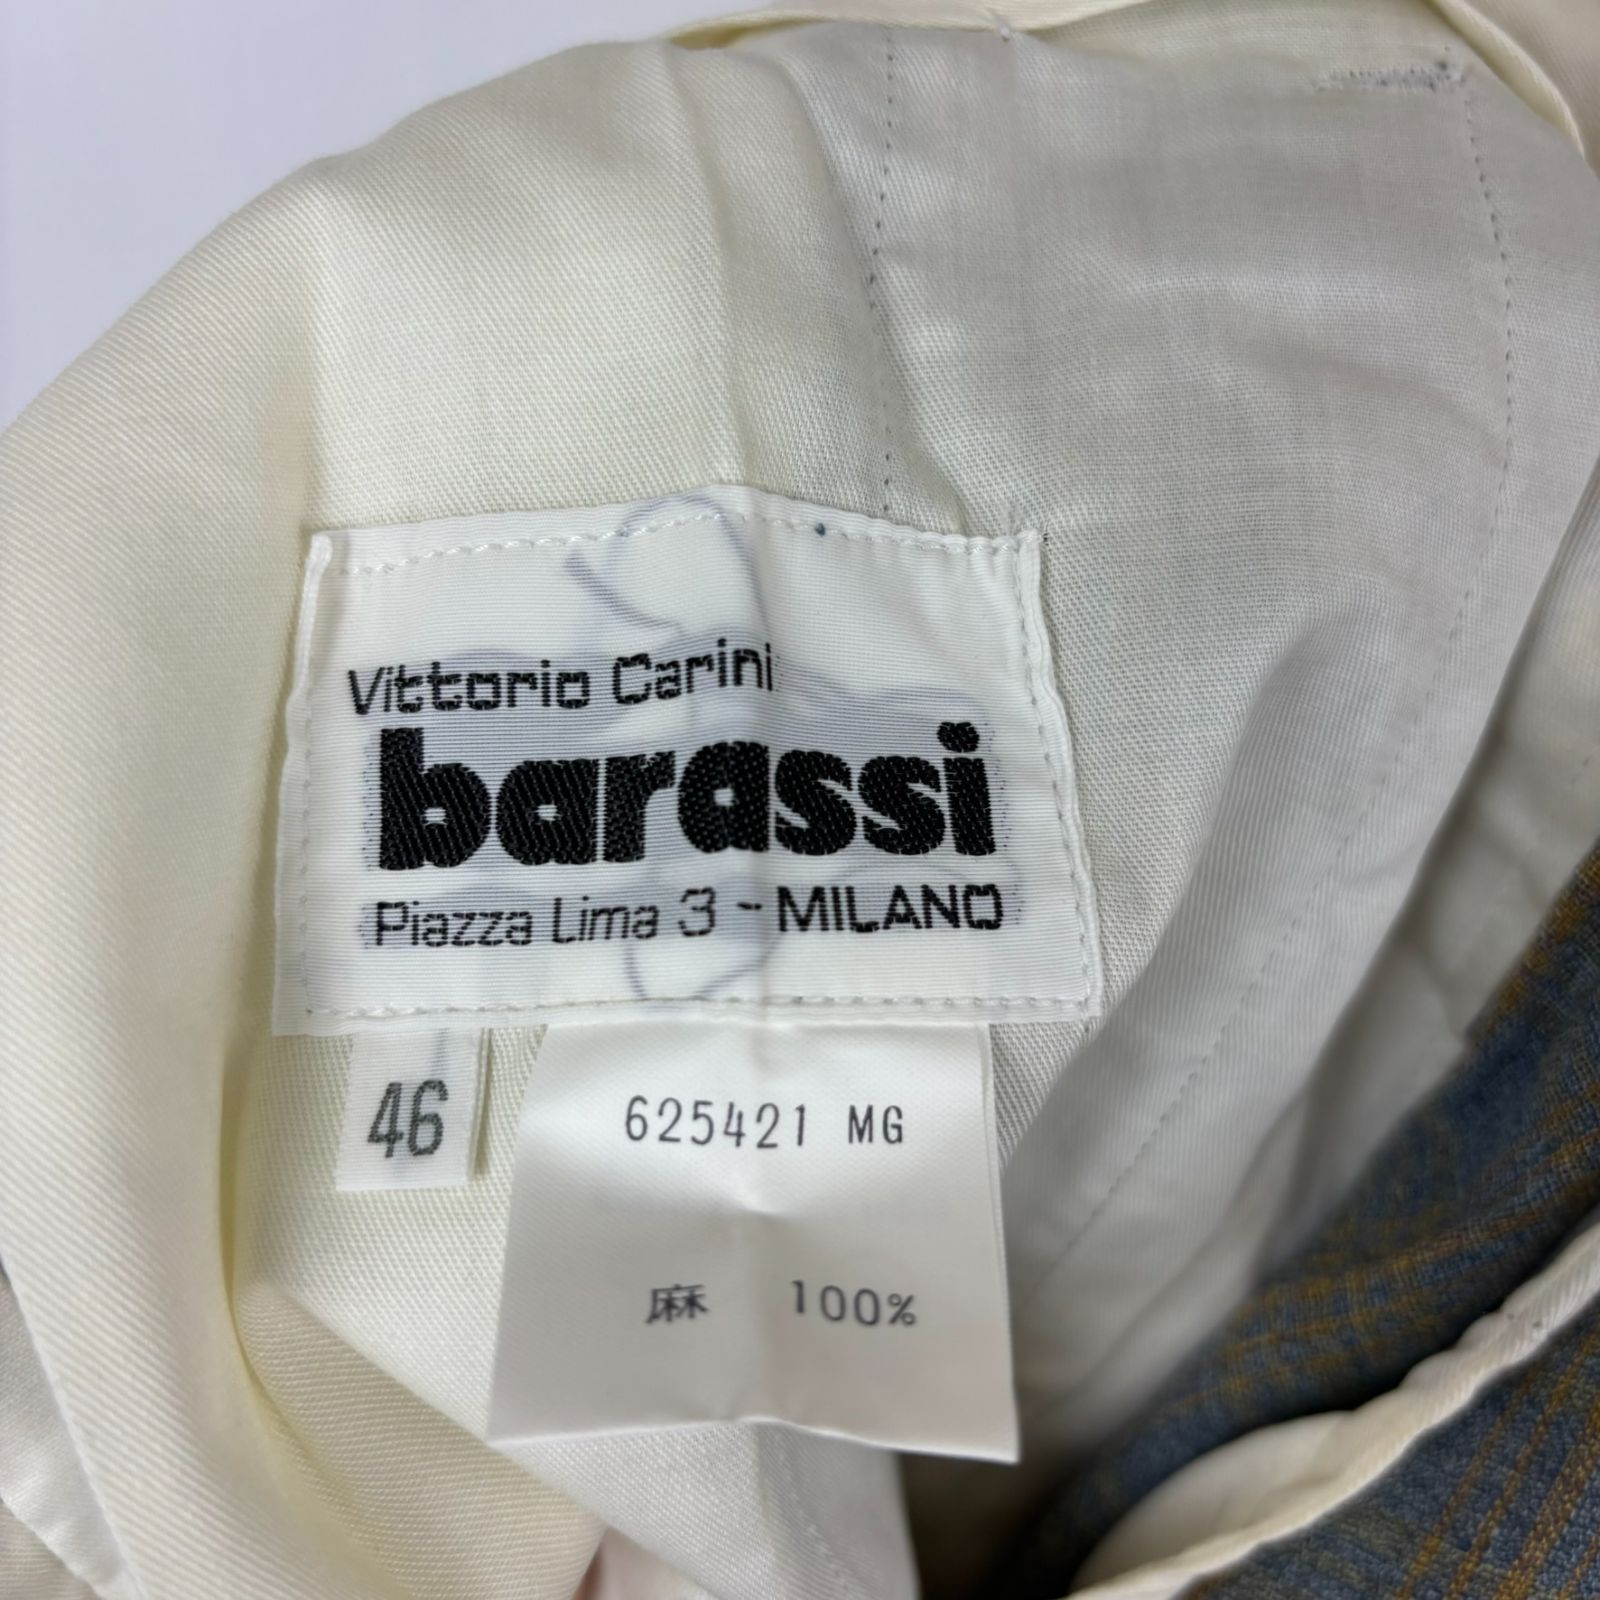 Vittorio Carini
barassi
Piazza Lima 3 - MILANO
46
625421 MG
麻 100%